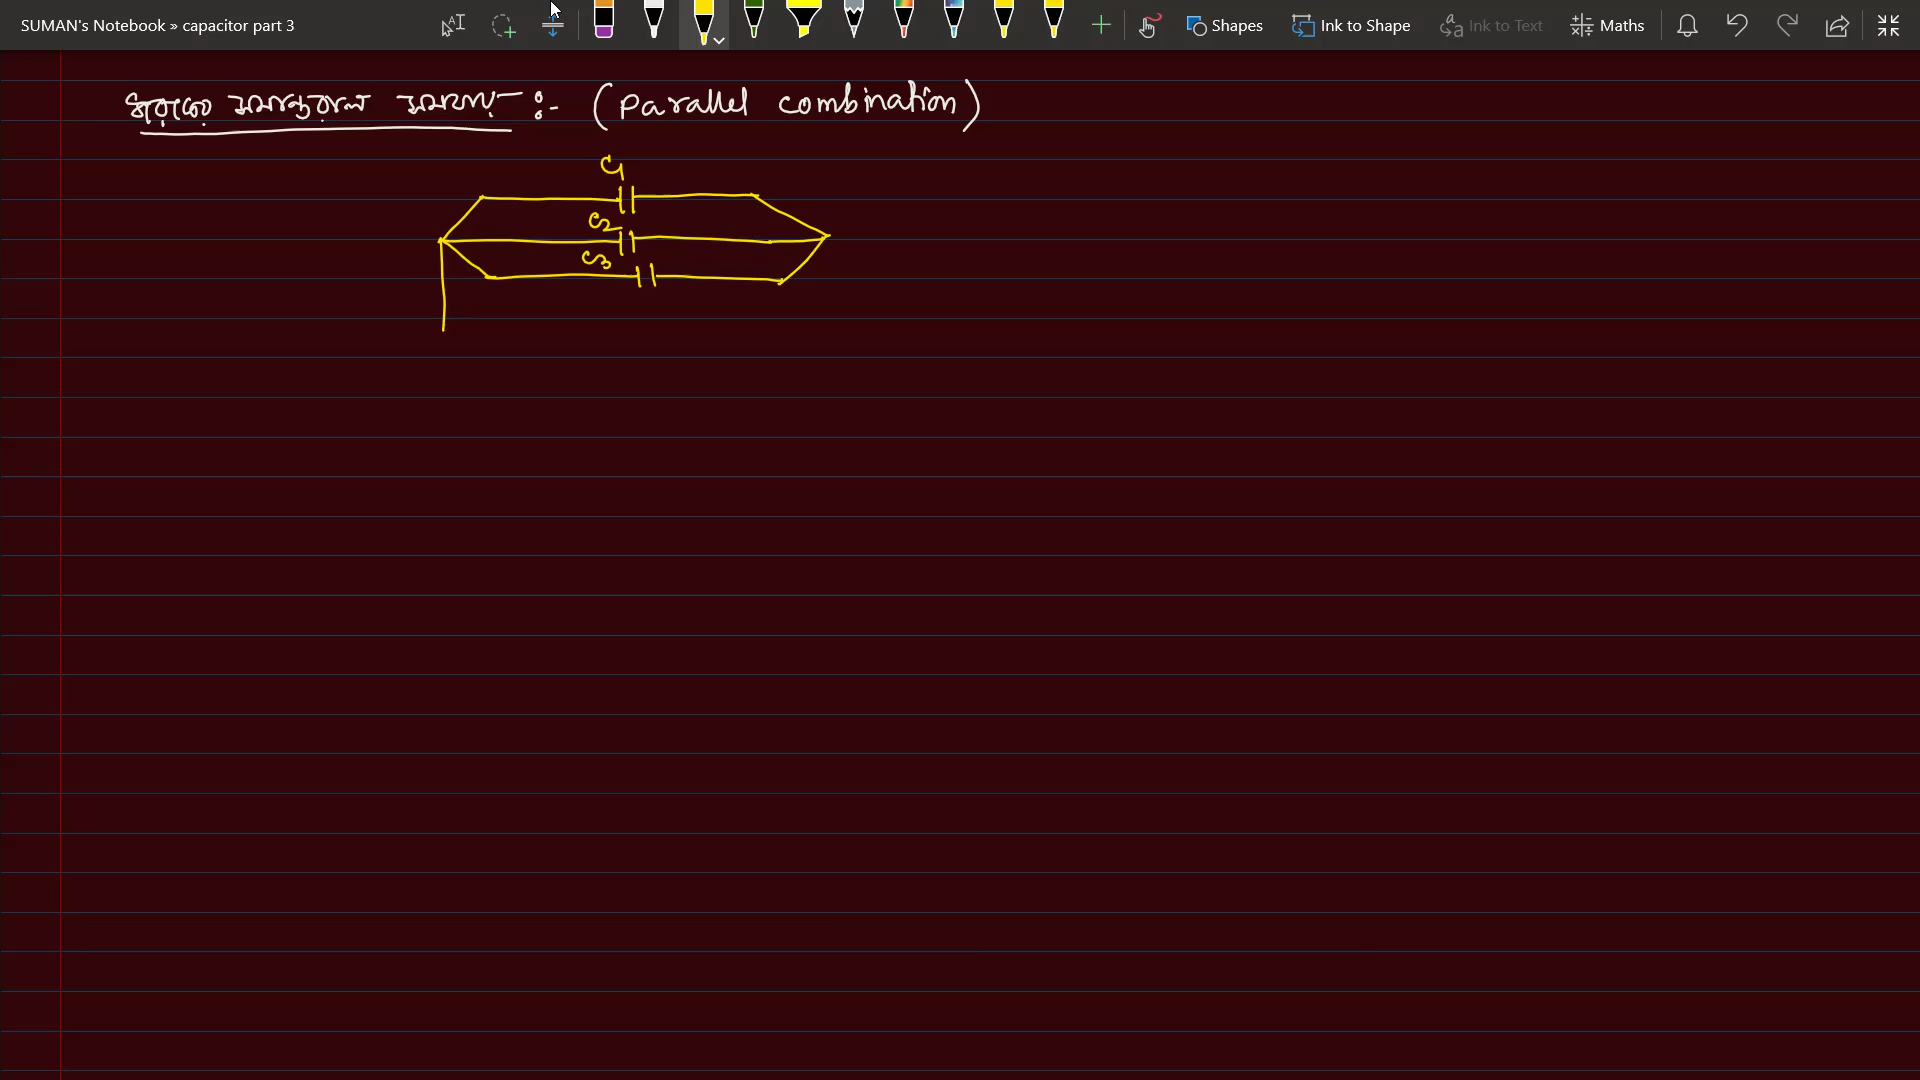 SUMAN's Notebook » capacitor part 3
Shapes
Ink to Shape
Ink to Text
Maths
সমান্তরাল সমবায় :- (Parallel combination)
C1
C2
C3